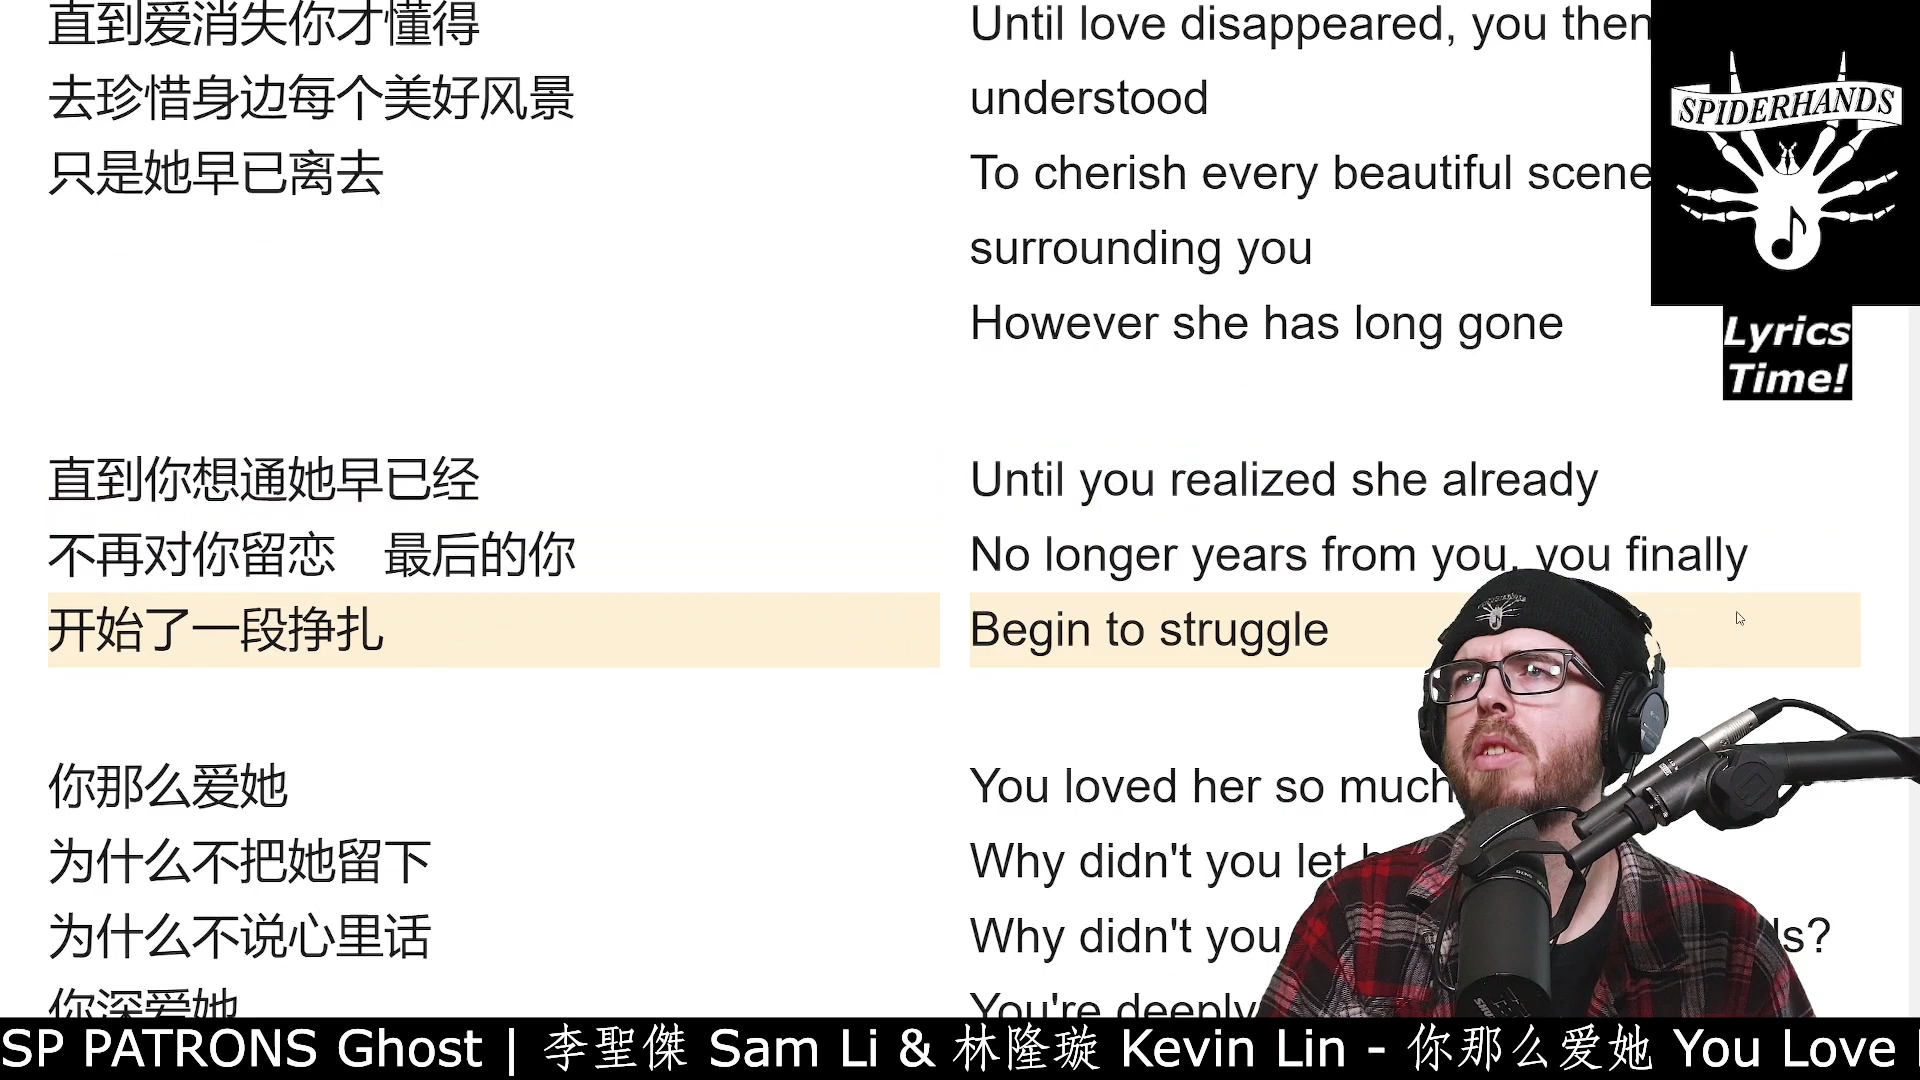 直到爱消失你才懂得
去珍惜身边每个美好风景
只是她早已离去
直到你想通她早已经
不再对你留恋 最后的你
开始了一段挣扎
你那么爱她
为什么不把她留下
为什么不说心里话
你深爱她
Until love disappeared, you then
understood
To cherish every beautiful scene
surrounding you
However she has long gone
Until you realized she already
No longer years from you, you finally
Begin to struggle
You loved her so much
Why didn't you let
Why didn't you
You're deeply
SPIDERHANDS
Lyrics
Time!
SP PATRONS Ghost | 李聖傑 Sam Li & 林隆璇 Kevin Lin - 你那么爱她 You Love